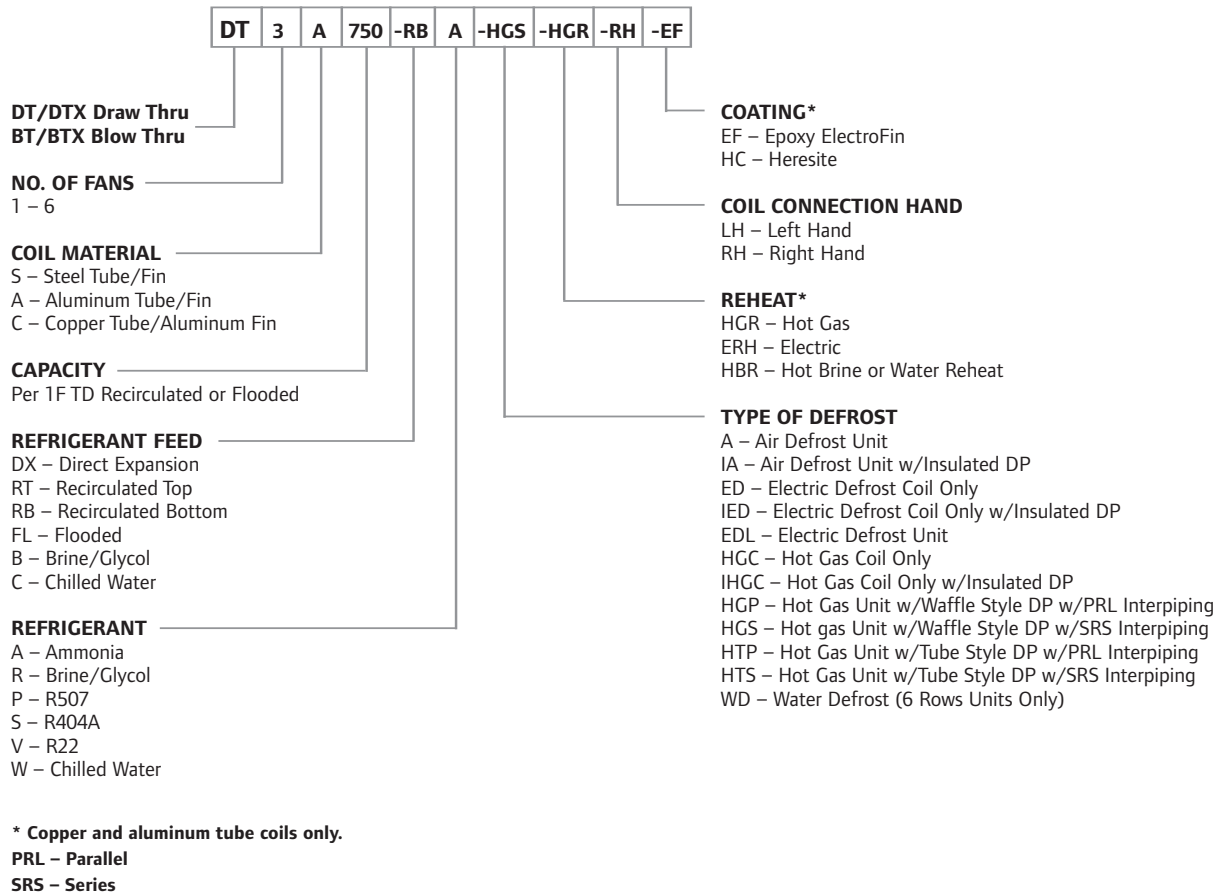 DT 3 A 750 -RB A -HGS -HGR -RH -EF
DT/DTX Draw Thru
BT/BTX Blow Thru
NO. OF FANS
1 – 6
COIL MATERIAL
S – Steel Tube/Fin
A – Aluminum Tube/Fin
C – Copper Tube/Aluminum Fin
CAPACITY
Per 1F TD Recirculated or Flooded
REFRIGERANT FEED
DX – Direct Expansion
RT – Recirculated Top
RB – Recirculated Bottom
FL – Flooded
B – Brine/Glycol
C – Chilled Water
REFRIGERANT
A – Ammonia
R – Brine/Glycol
P – R507
S – R404A
V – R22
W – Chilled Water
COATING*
EF – Epoxy ElectroFin
HC – Heresite
COIL CONNECTION HAND
LH – Left Hand
RH – Right Hand
REHEAT*
HGR – Hot Gas
ERH – Electric
HBR – Hot Brine or Water Reheat
TYPE OF DEFROST
A – Air Defrost Unit
IA – Air Defrost Unit w/Insulated DP
ED – Electric Defrost Coil Only
IED – Electric Defrost Coil Only w/Insulated DP
EDL – Electric Defrost Unit
HGC – Hot Gas Coil Only
IHGC – Hot Gas Coil Only w/Insulated DP
HGP – Hot Gas Unit w/Waffle Style DP w/PRL Interpiping
HGS – Hot gas Unit w/Waffle Style DP w/SRS Interpiping
HTP – Hot Gas Unit w/Tube Style DP w/PRL Interpiping
HTS – Hot Gas Unit w/Tube Style DP w/SRS Interpiping
WD – Water Defrost (6 Rows Units Only)
* Copper and aluminum tube coils only.
PRL – Parallel
SRS – Series